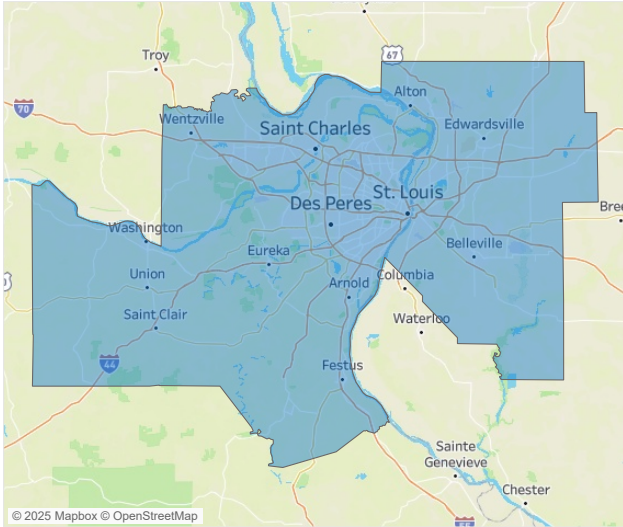 67
Troy
Alton
70
Wentzville
Edwardsville
Saint Charles
St. Louis
Des Peres
Washington
Belleville
Eureka
Union
Columbia
Arnold
Saint Clair
Waterloo
44
Festus
Sainte
Genevieve
Chester
© 2025 Mapbox © OpenStreetMap